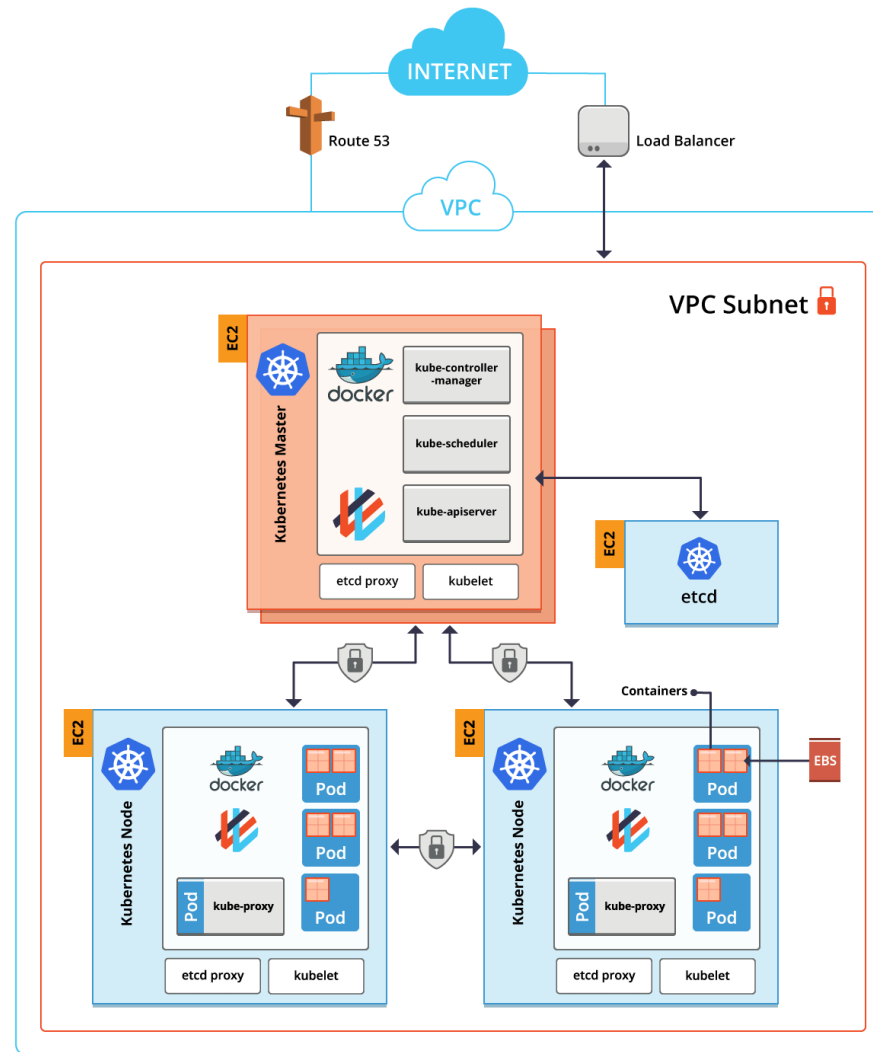 INTERNET
Route 53
Load Balancer
VPC
VPC Subnet
EC2
Kubernetes Master
docker
kube-controller
-manager
kube-scheduler
kube-apiserver
etcd proxy
kubelet
EC2
etcd
Containers
EC2
Kubernetes Node
docker
Pod
Pod
Pod
kube-proxy
Pod
etcd proxy
kubelet
EC2
Kubernetes Node
docker
Pod
EBS
Pod
Pod
kube-proxy
Pod
etcd proxy
kubelet